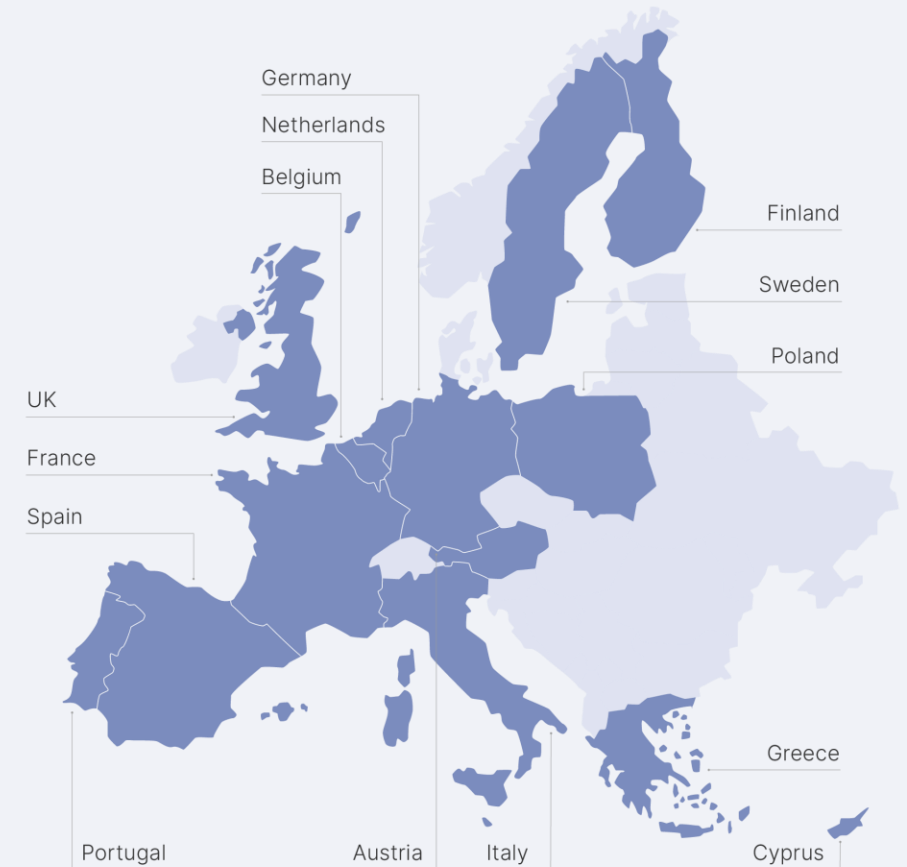 Germany
Netherlands
Belgium
Finland
Sweden
Poland
UK
France
Spain
Greece
Portugal
Austria
Italy
Cyprus